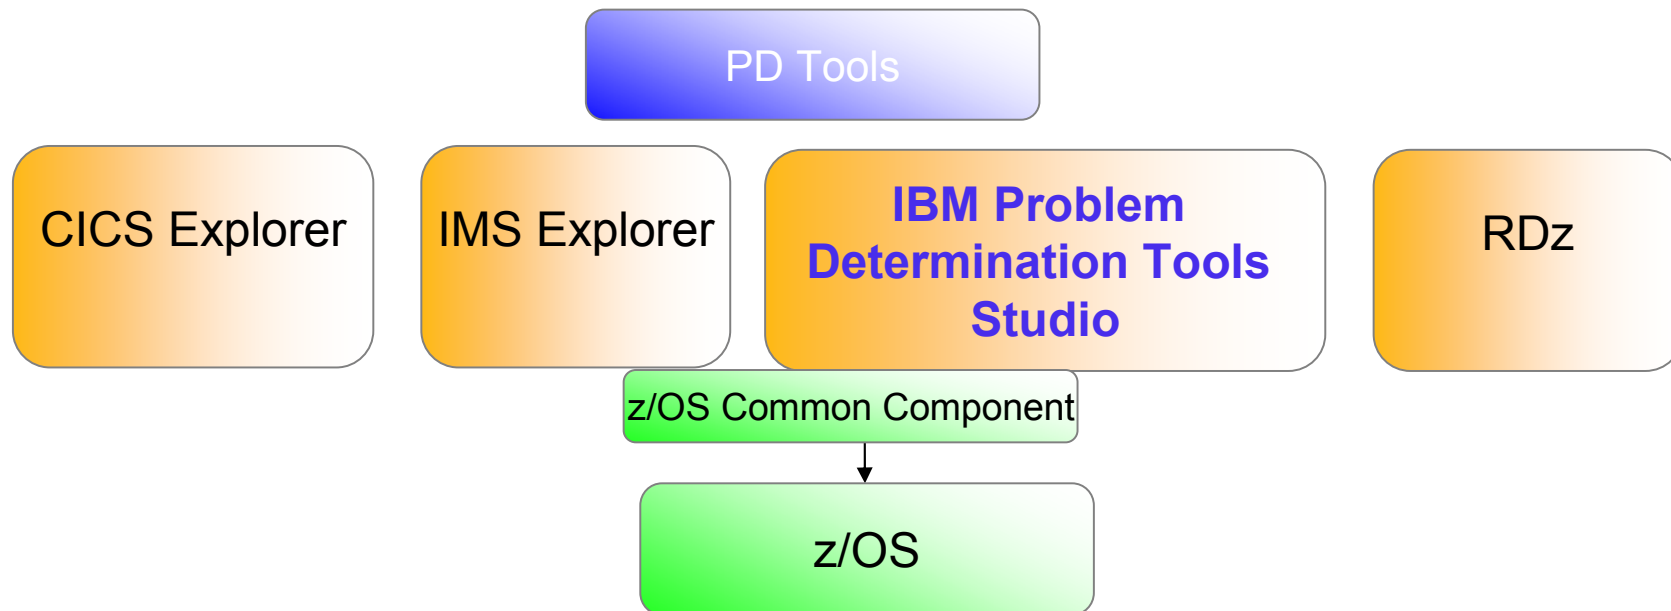 PD Tools
CICS Explorer
IMS Explorer
IBM Problem
Determination Tools
Studio
RDz
z/OS Common Component
z/OS